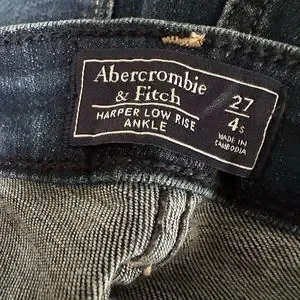 Abercrombie
& Fitch
HARPER LOW RISE
ANKLE
27
4s
MADE IN
CAMBODIA